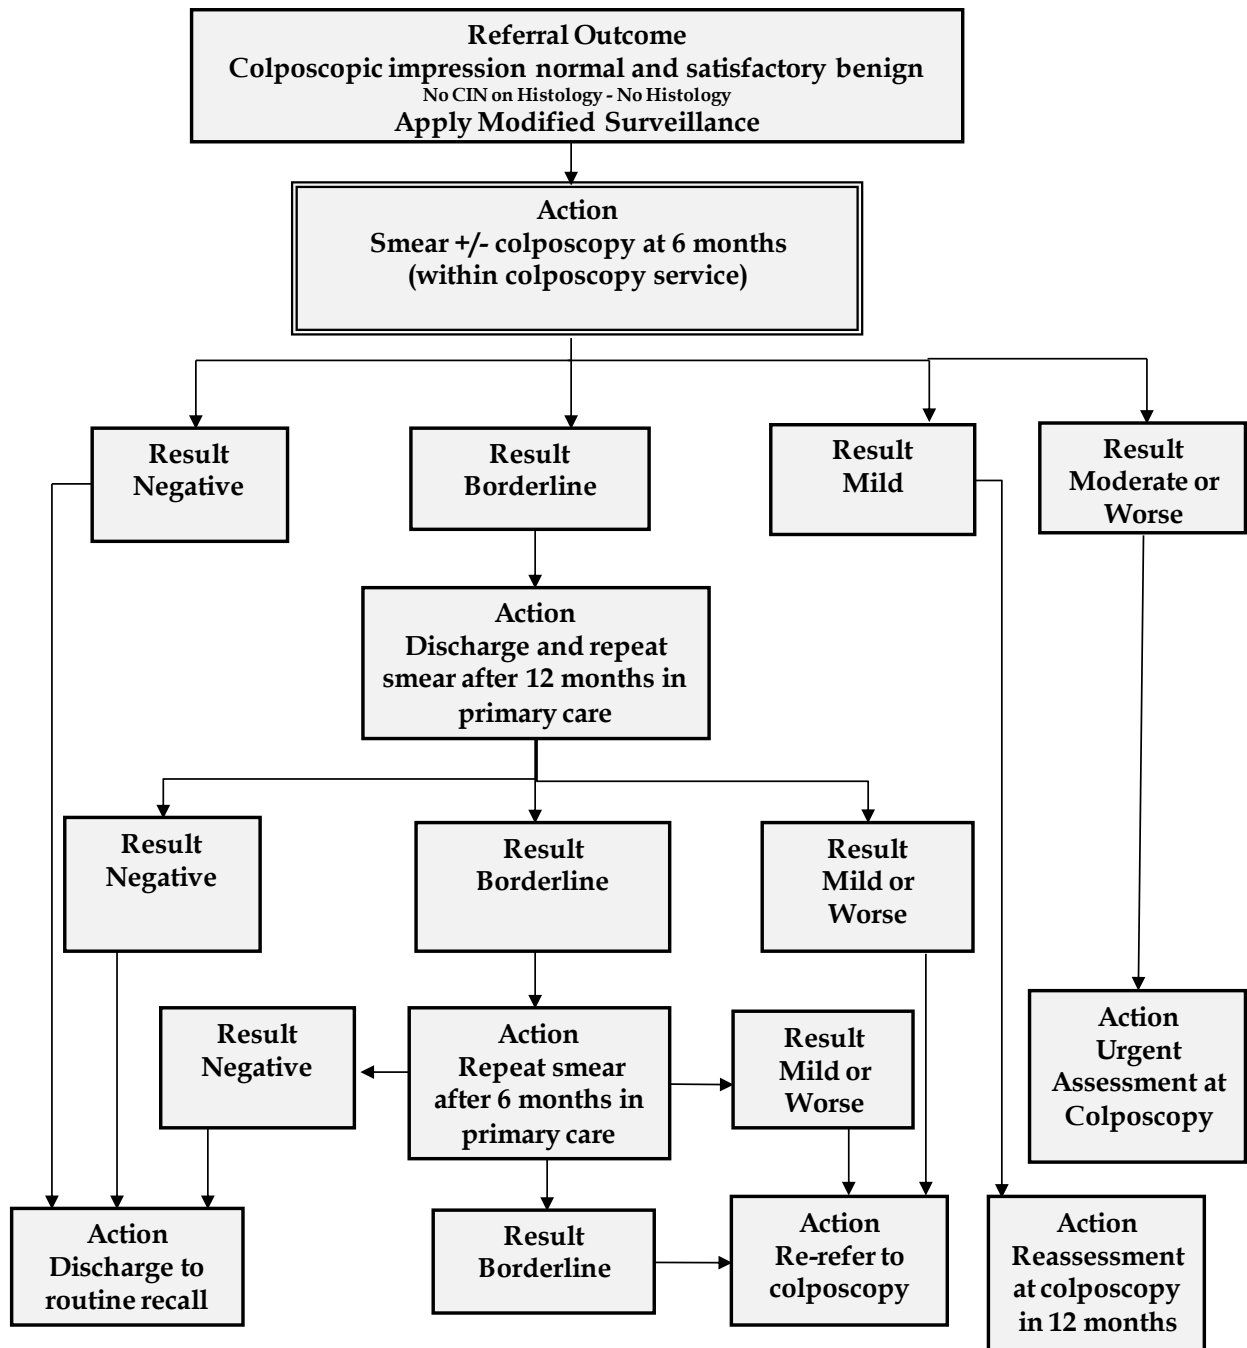 Referral Outcome
Colposcopic impression normal and satisfactory benign
No CIN on Histology - No Histology
Apply Modified Surveillance
Action
Smear +/- colposcopy at 6 months
(within colposcopy service)
Result
Negative
Result
Borderline
Result
Mild
Result
Moderate or
Worse
Action
Discharge and repeat
smear after 12 months in
primary care
Result
Negative
Result
Borderline
Result
Mild or
Worse
Result
Negative
Action
Repeat smear
after 6 months in
primary care
Result
Mild or
Worse
Action
Urgent
Assessment at
Colposcopy
Action
Discharge to
routine recall
Result
Borderline
Action
Re-refer to
colposcopy
Action
Reassessment
at colposcopy
in 12 months